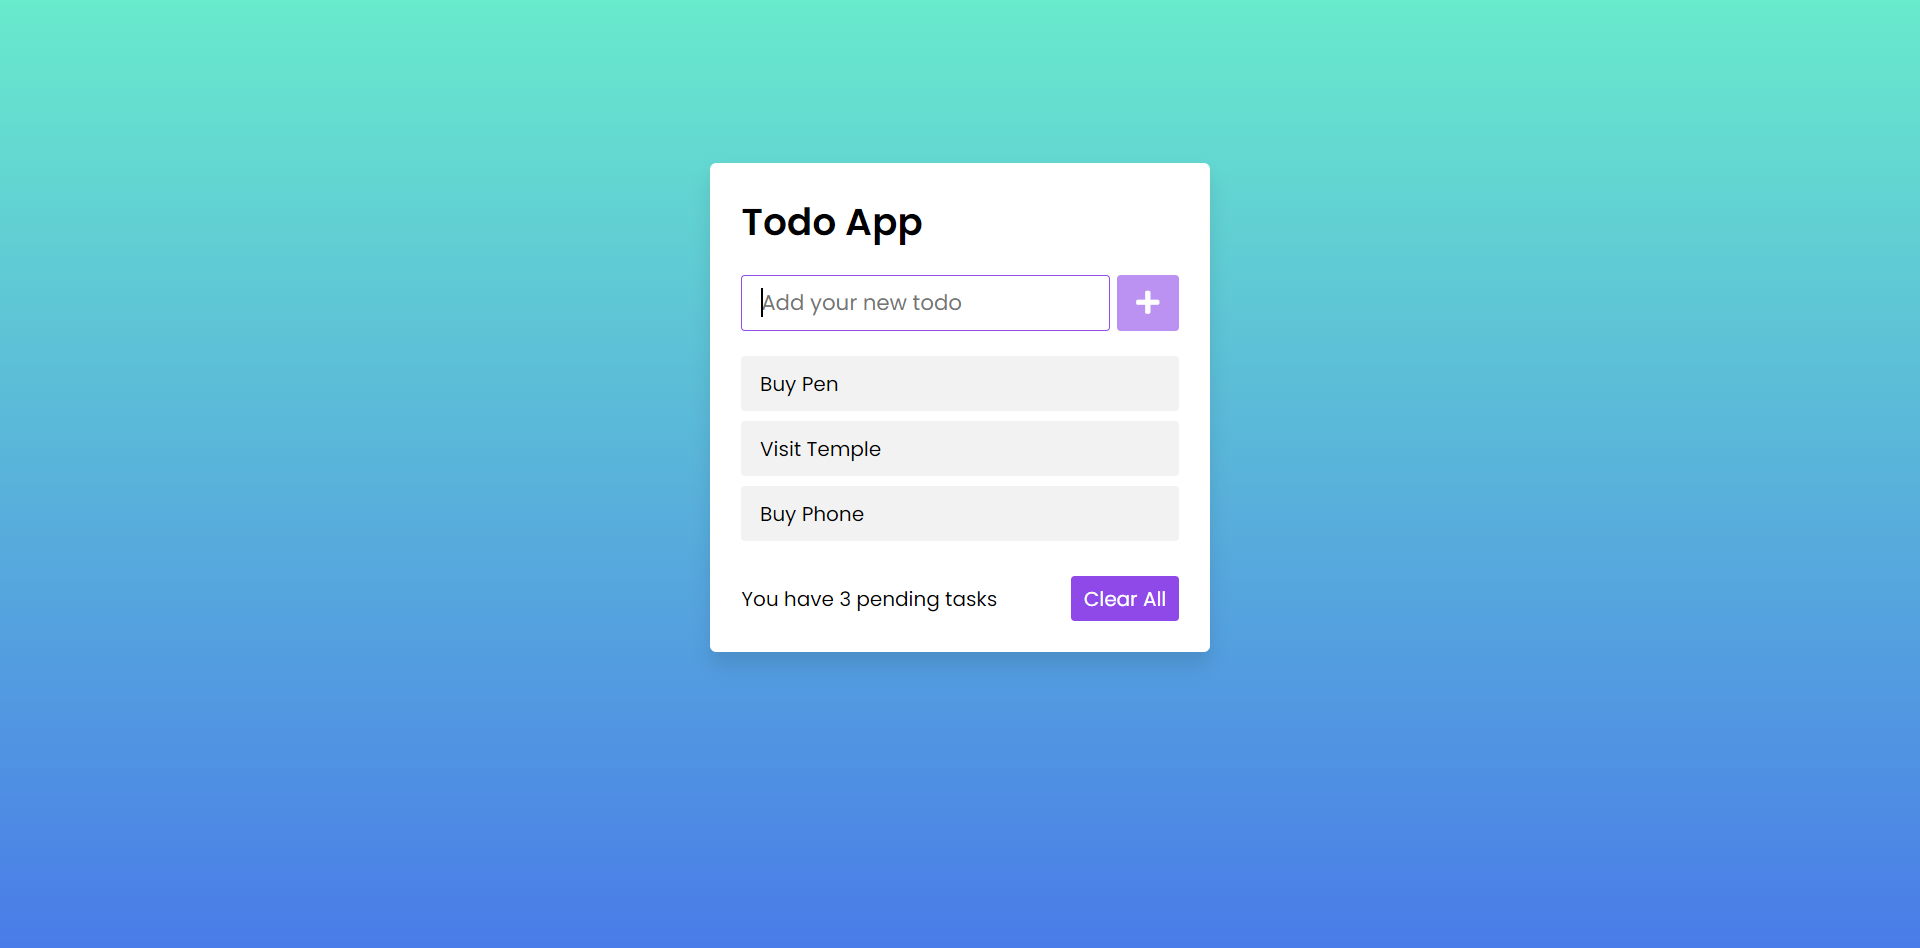 Todo App
Add your new todo
Buy Pen
Visit Temple
Buy Phone
You have 3 pending tasks
Clear All